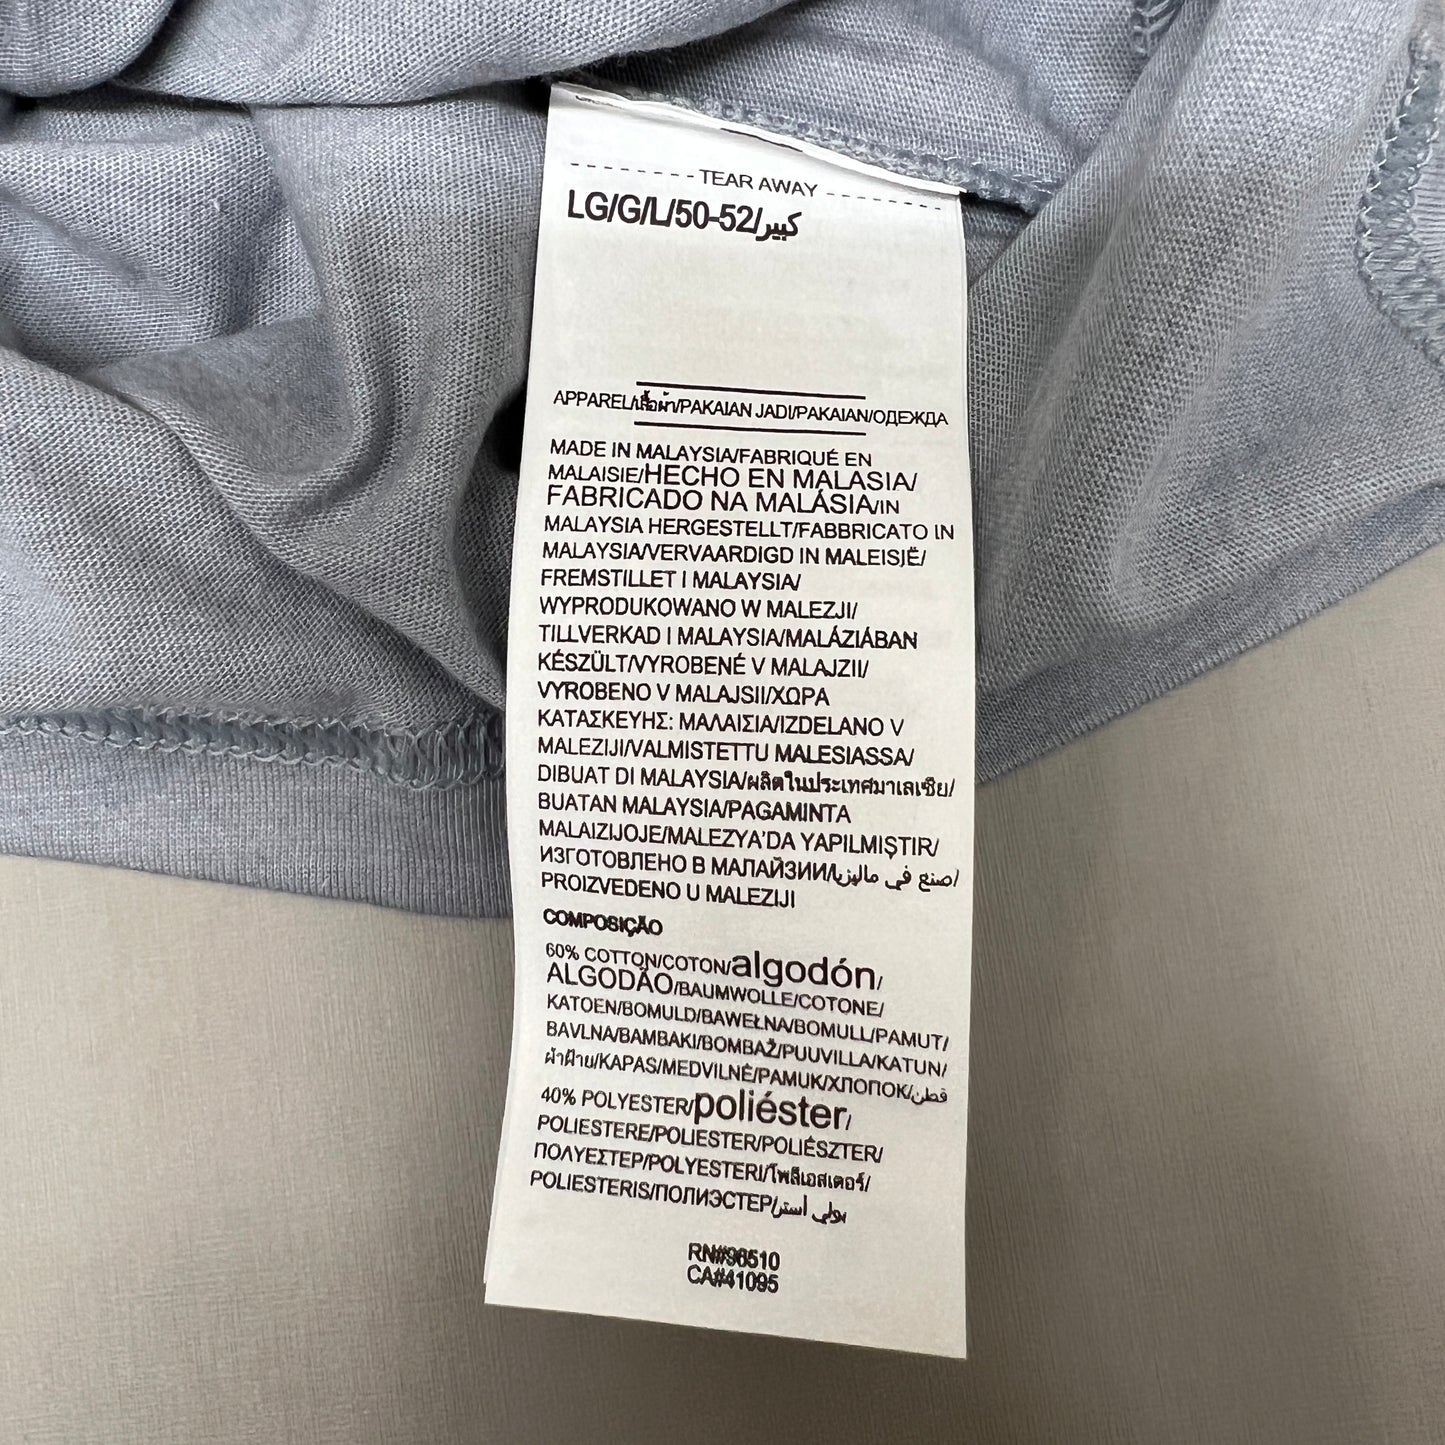 TEAR AWAY
LG/G/L/50-52/كبير
APPAREL/เสื้อผ้า/PAKAIAN JADI/PAKAIAN/ОДЕЖДА
MADE IN MALAYSIA/FABRIQUÉ EN
MALAISIE/HECHO EN MALASIA/
FABRICADO NA MALÁSIA/IN
MALAYSIA HERGESTELLT/FABBRICATO IN
MALAYSIA/VERVAARDIGD IN MALEISIË/
FREMSTILLET I MALAYSIA/
WYPRODUKOWANO W MALEZJI/
TILLVERKAD I MALAYSIA/MALÁZIÁBAN
KÉSZÜLT/VYROBENÉ V MALAJZII/
VYROBENO V MALAJSII/ΧΩΡΑ
ΚΑΤΑΣΚΕΥΗΣ: ΜΑΛΑΙΣΙΑ/IZDELANO V
MALEZIJI/VALMISTETTU MALESIASSA/
DIBUAT DI MALAYSIA/ผลิตในประเทศมาเลเซีย/
BUATAN MALAYSIA/PAGAMINTA
MALAIZIJOJE/MALEZYA'DA YAPILMIŞTIR/
ИЗГОТОВЛЕНО В МАЛАЙЗИИ/صنع في ماليزيا/
PROIZVEDENO U MALEZIJI
COMPOSIÇÃO
60% COTTON/COTON/algodón/
ALGODÃO/BAUMWOLLE/COTONE/
KATOEN/BOMULD/BAWEŁNA/BOMULL/PAMUT/
BAVLNA/BAMBAKI/BOMBAŽ/PUUVILLA/KATUN/
ผ้าฝ้าย/KAPAS/MEDVILNĖ/PAMUK/ХЛОПОК/قطن
40% POLYESTER/poliéster/
POLIESTERE/POLIESTER/POLIÉSZTER/
ΠΟΛΥΕΣΤΕΡ/POLYESTERI/โพลีเอสเตอร์/
POLIESTERIS/ПОЛИЭСТЕР/بولي أستر
RN#96510
CA#41095